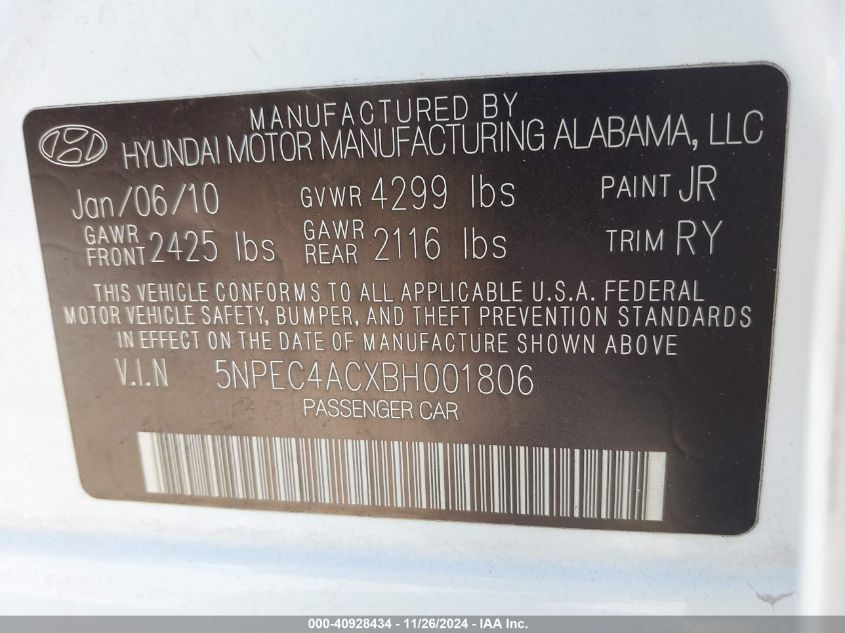 MANUFACTURED BY
HYUNDAI MOTOR MANUFACTURING ALABAMA, LLC
Jan/06/10 GVWR 4299 lbs PAINT JR
GAWR FRONT 2425 lbs GAWR REAR 2116 lbs TRIM RY
THIS VEHICLE CONFORMS TO ALL APPLICABLE U.S.A. FEDERAL
MOTOR VEHICLE SAFETY, BUMPER, AND THEFT PREVENTION STANDARDS
IN EFFECT ON THE DATE OF MANUFACTURE SHOWN ABOVE
V.I.N 5NPEC4ACXBH001806
PASSENGER CAR
000-40928434 - 11/26/2024 - IAA Inc.